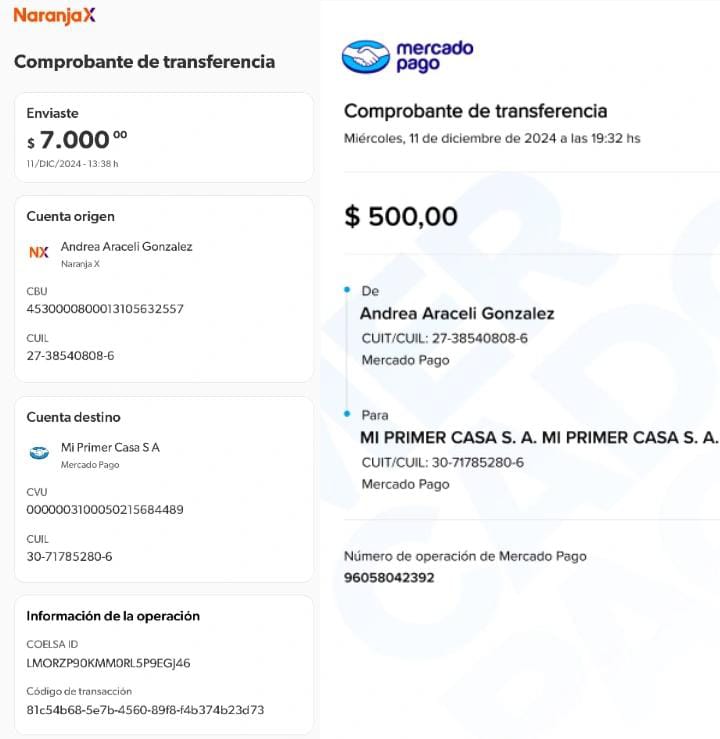 NaranjaX
Comprobante de transferencia
Enviaste
$ 7.000 00
11/DIC/2024 - 13:38 h
Cuenta origen
NX
Andrea Araceli Gonzalez
Naranja X
CBU
4530000800013105632557
CUIL
27-38540808-6
Cuenta destino
Mi Primer Casa S A
Mercado Pago
CVU
0000003100050215684489
CUIL
30-71785280-6
Información de la operación
COELSA ID
LMORZP90KMM0RL5P9EGJ46
Código de transacción
81c54b68-5e7b-4560-89f8-f4b374b23d73
mercado
pago
Comprobante de transferencia
Miércoles, 11 de diciembre de 2024 a las 19:32 hs
$ 500,00
De
Andrea Araceli Gonzalez
CUIT/CUIL: 27-38540808-6
Mercado Pago
Para
MI PRIMER CASA S. A. MI PRIMER CASA S. A.
CUIT/CUIL: 30-71785280-6
Mercado Pago
Número de operación de Mercado Pago
96058042392